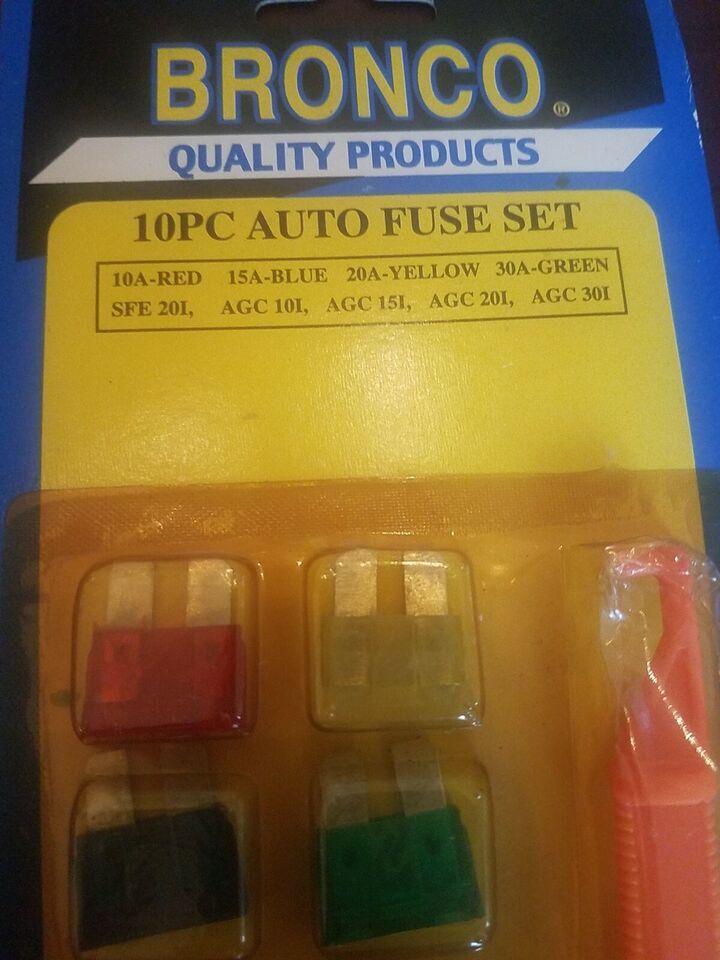 BRONCO®
QUALITY PRODUCTS
10PC AUTO FUSE SET
10A-RED 15A-BLUE 20A-YELLOW 30A-GREEN
SFE 20I, AGC 10I, AGC 15I, AGC 20I, AGC 30I